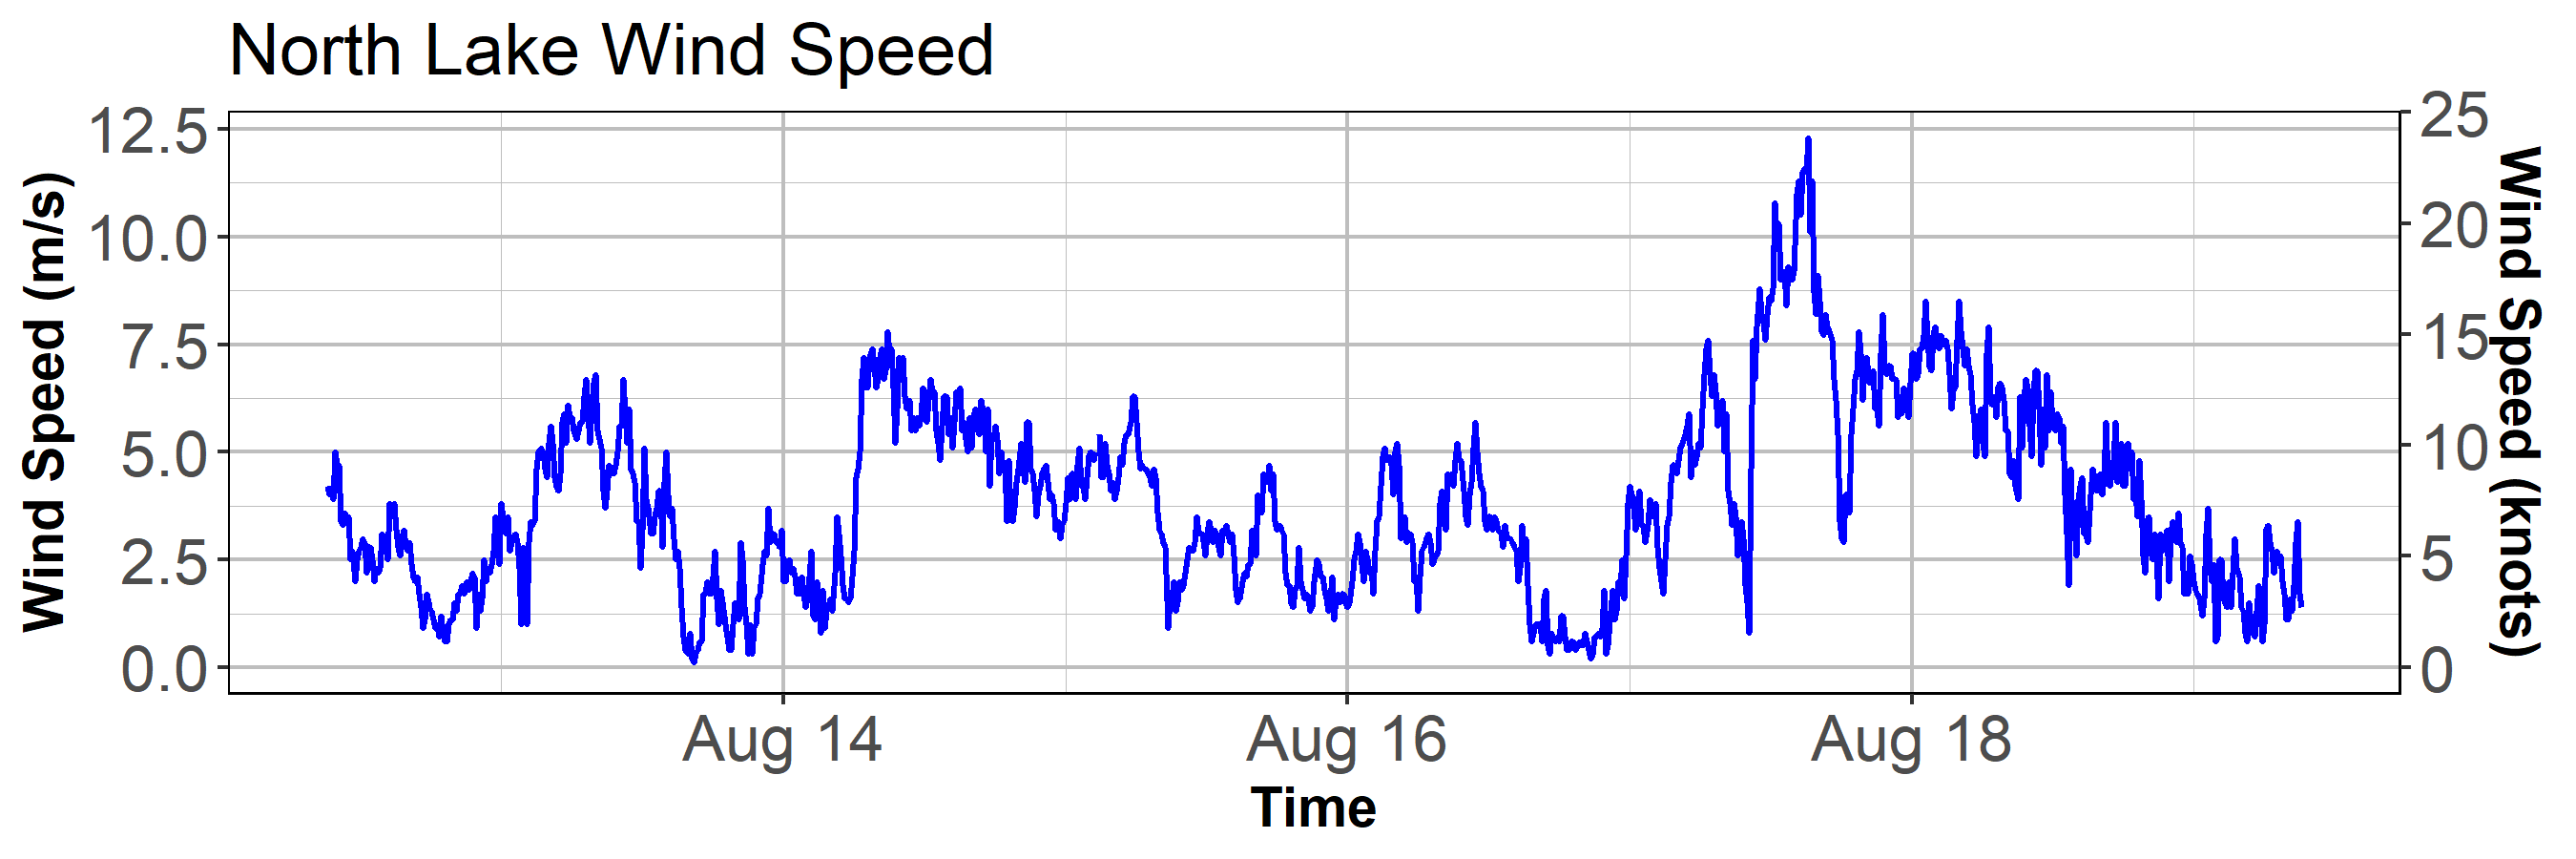 North Lake Wind Speed
Wind Speed (m/s)
12.5
10.0
7.5
5.0
2.5
0.0
25
20
15
10
5
0
Wind Speed (knots)
Aug 14
Aug 16
Aug 18
Time